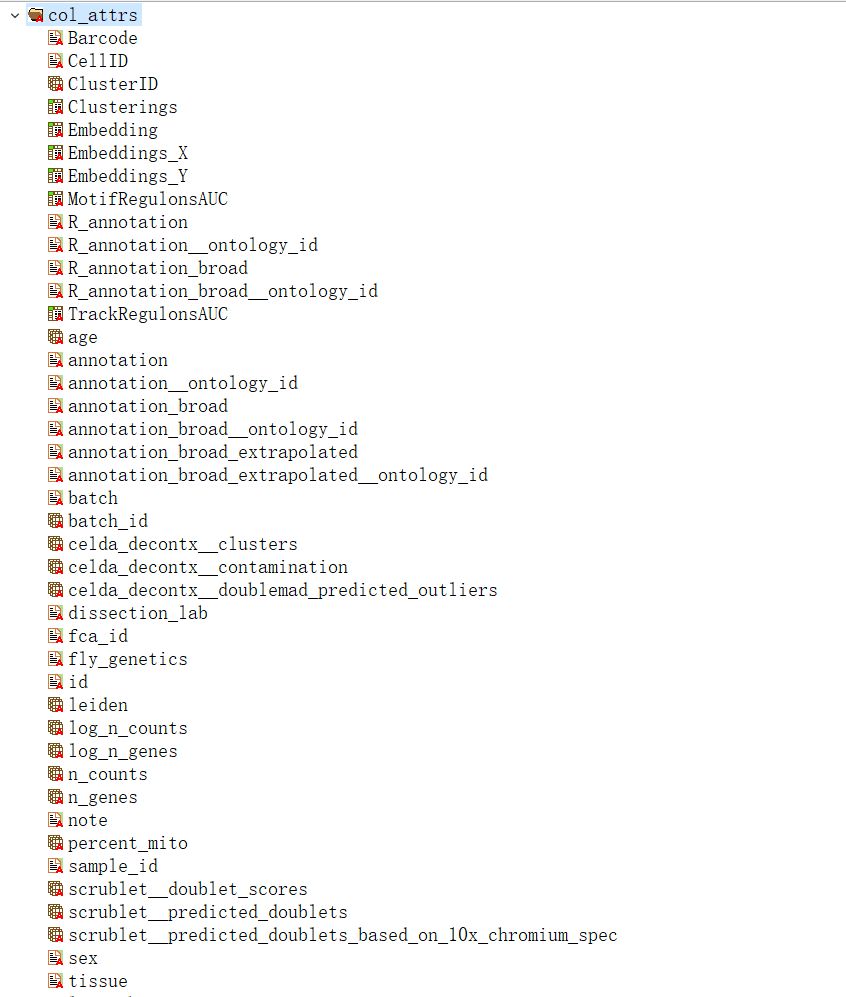 col_attrs
Barcode
CellID
ClusterID
Clusterings
Embedding
Embeddings_X
Embeddings_Y
MotifRegulonsAUC
R_annotation
R_annotation__ontology_id
R_annotation_broad
R_annotation_broad__ontology_id
TrackRegulonsAUC
age
annotation
annotation__ontology_id
annotation_broad
annotation_broad__ontology_id
annotation_broad_extrapolated
annotation_broad_extrapolated__ontology_id
batch
batch_id
celda_decontx__clusters
celda_decontx__contamination
celda_decontx__doublemad_predicted_outliers
dissection_lab
fca_id
fly_genetics
id
leiden
log_n_counts
log_n_genes
n_counts
n_genes
note
percent_mito
sample_id
scrublet__doublet_scores
scrublet__predicted_doublets
scrublet__predicted_doublets_based_on_10x_chromium_spec
sex
tissue